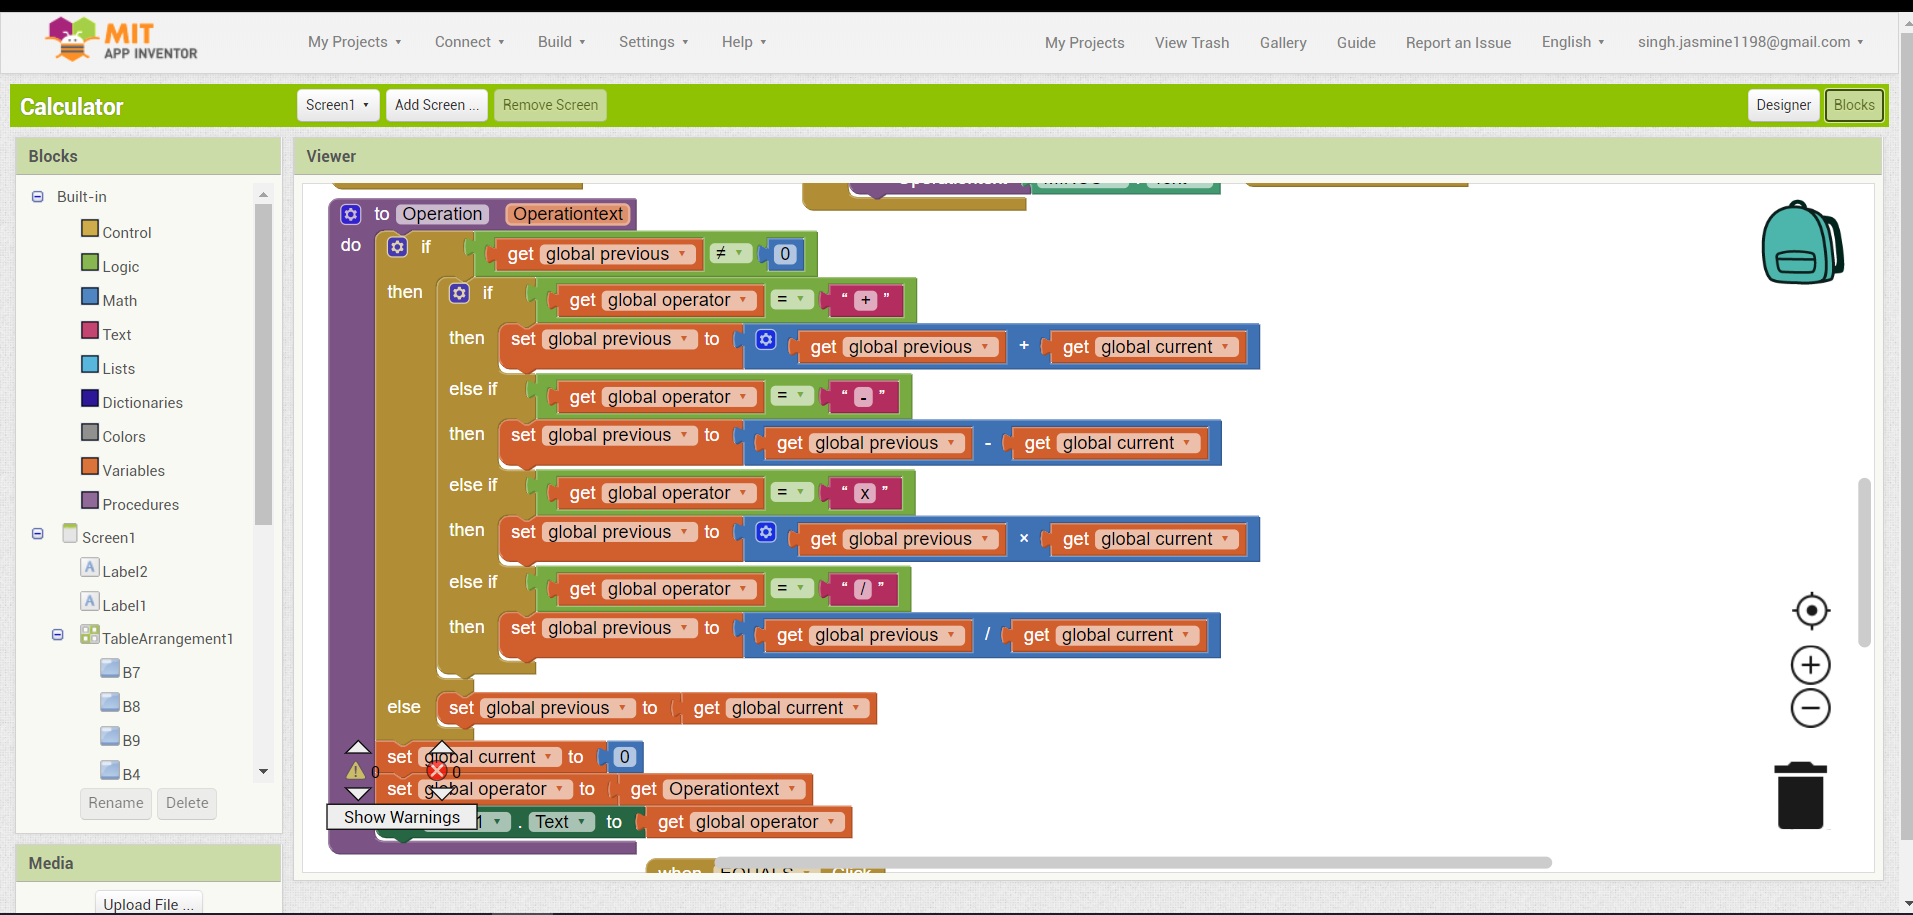 MIT
APP INVENTOR
My Projects Connect Build Settings Help My Projects View Trash Gallery Guide Report an Issue English singh.jasmine1198@gmail.com
Calculator Screen1 Add Screen ... Remove Screen Designer Blocks
Blocks
Built-in
Control
Logic
Math
Text
Lists
Dictionaries
Colors
Variables
Procedures
Screen1
Label2
Label1
TableArrangement1
B7
B8
B9
B4
Rename Delete
Media
Upload File ...
Viewer
to Operation Operationtext
do if get global previous ≠ 0
then if get global operator = " + "
then set global previous to get global previous + get global current
else if get global operator = " - "
then set global previous to get global previous - get global current
else if get global operator = " x "
then set global previous to get global previous × get global current
else if get global operator = " / "
then set global previous to get global previous / get global current
else set global previous to get global current
set global current to 0
0 0
set global operator to get Operationtext
Show Warnings 1 . Text to get global operator
when EQUALS . Click